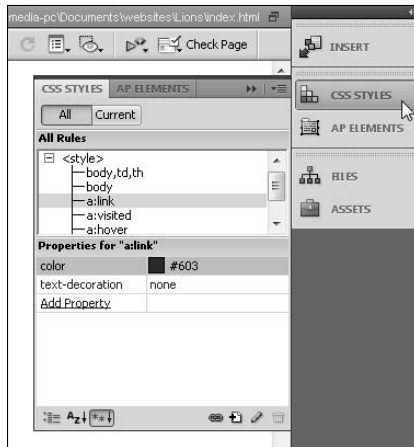 media-pc\Documents\websites\Lions\index.html
Check Page
INSERT
CSS STYLES
AP ELEMENTS
FILES
ASSETS
CSS STYLES AP ELEMENTS
All Current
All Rules
<style>
body,td,th
body
a:link
a:visited
a:hover
Properties for "a:link"
color #603
text-decoration none
Add Property